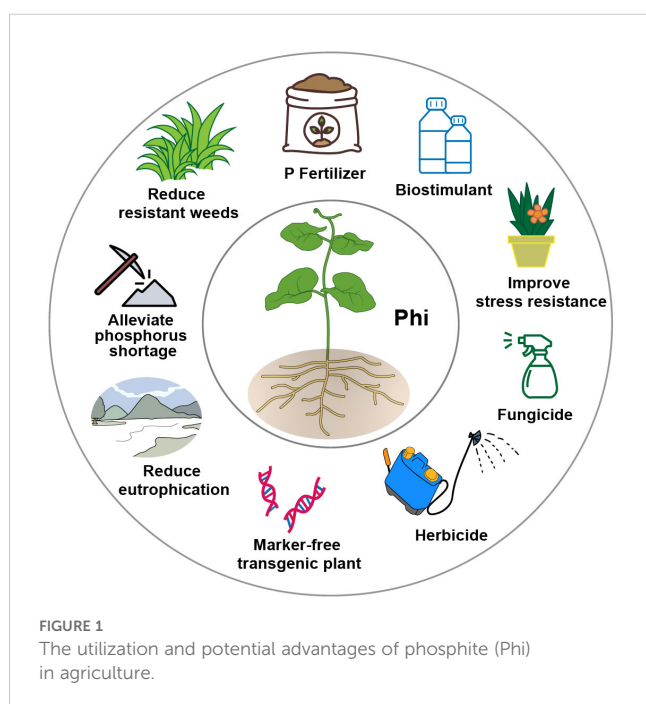 P Fertilizer
Biostimulant
Improve
stress resistance
Fungicide
Herbicide
Marker-free
transgenic plant
Reduce
eutrophication
Alleviate
phosphorus
shortage
Reduce
resistant weeds
Phi
FIGURE 1
The utilization and potential advantages of phosphite (Phi)
in agriculture.